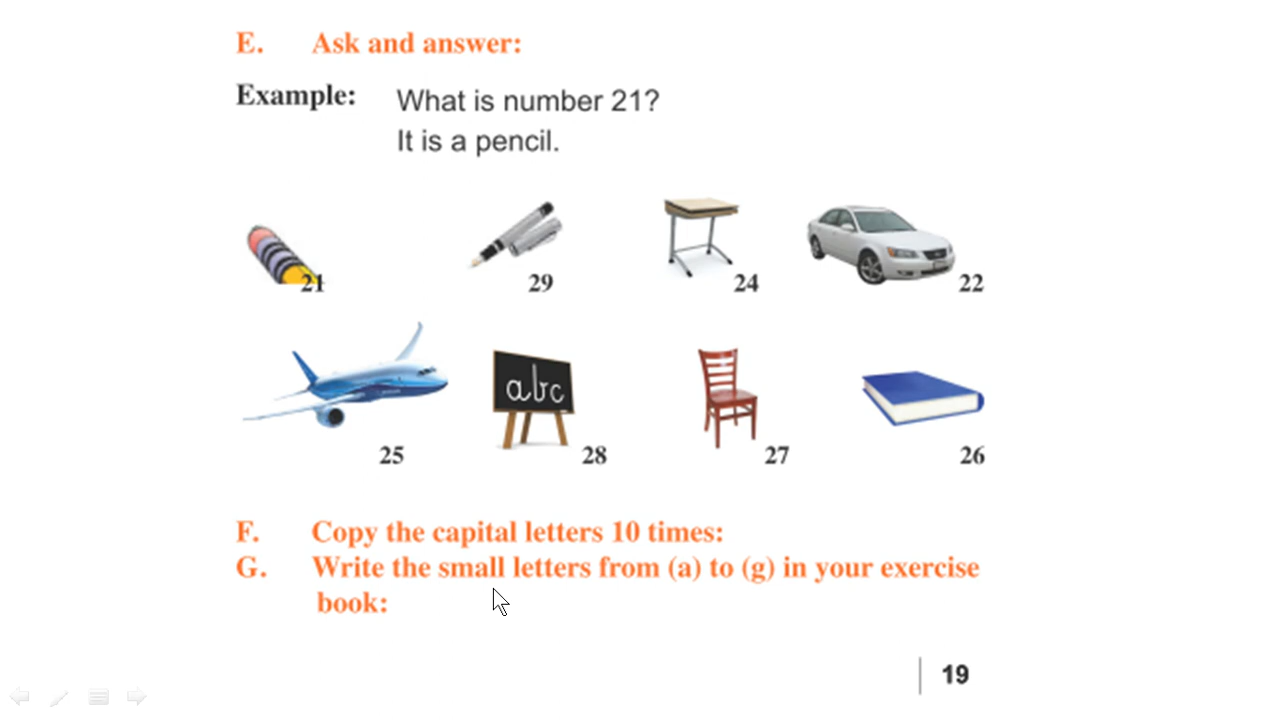 E. Ask and answer:
Example: What is number 21?
It is a pencil.
21 29 24 22
abc
25 28 27 26
F. Copy the capital letters 10 times:
G. Write the small letters from (a) to (g) in your exercise
book:
19